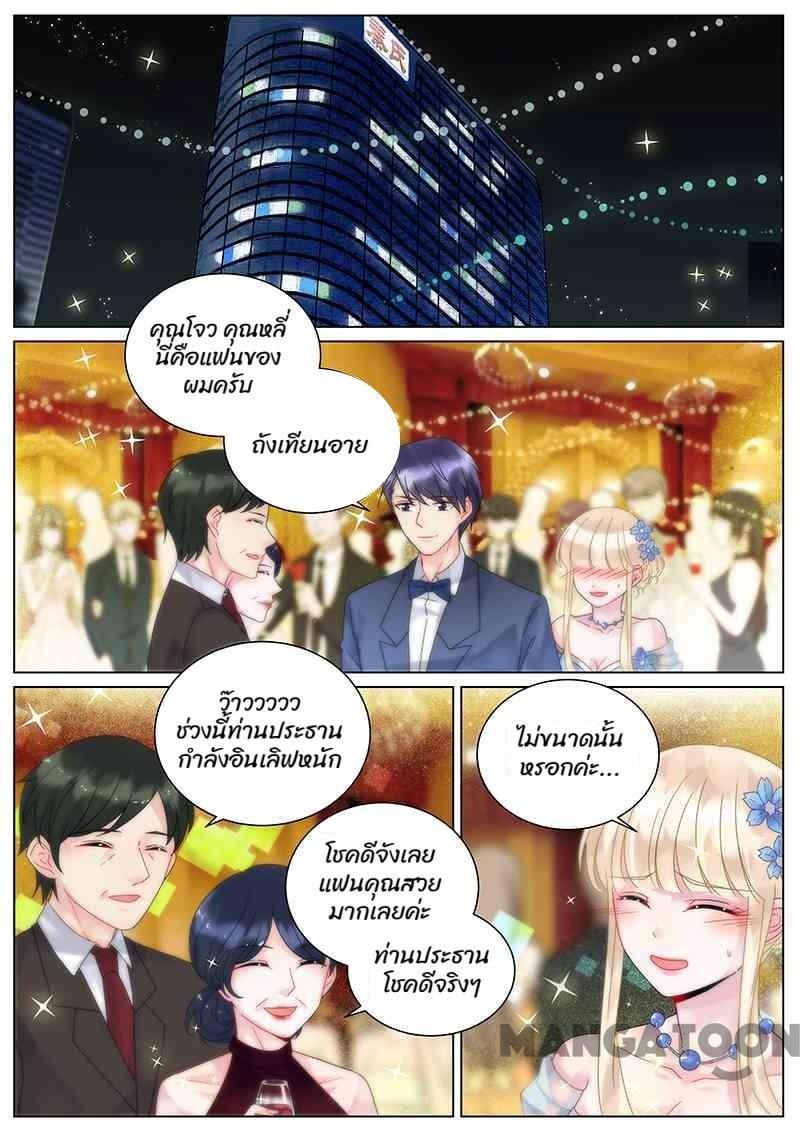 秦氏
คุณโจว คุณหลี่
นี่คือแฟนของ
ผมครับ
ถังเทียนอาย
ว๊าววววว
ช่วงนี้ท่านประธาน
กำลังอินเลิฟหนัก
โชคดีจังเลย
แฟนคุณสวย
มากเลยค่ะ
ท่านประธาน
โชคดีจริงๆ
ไม่ขนาดนั้น
หรอกค่ะ...
MANGATOON